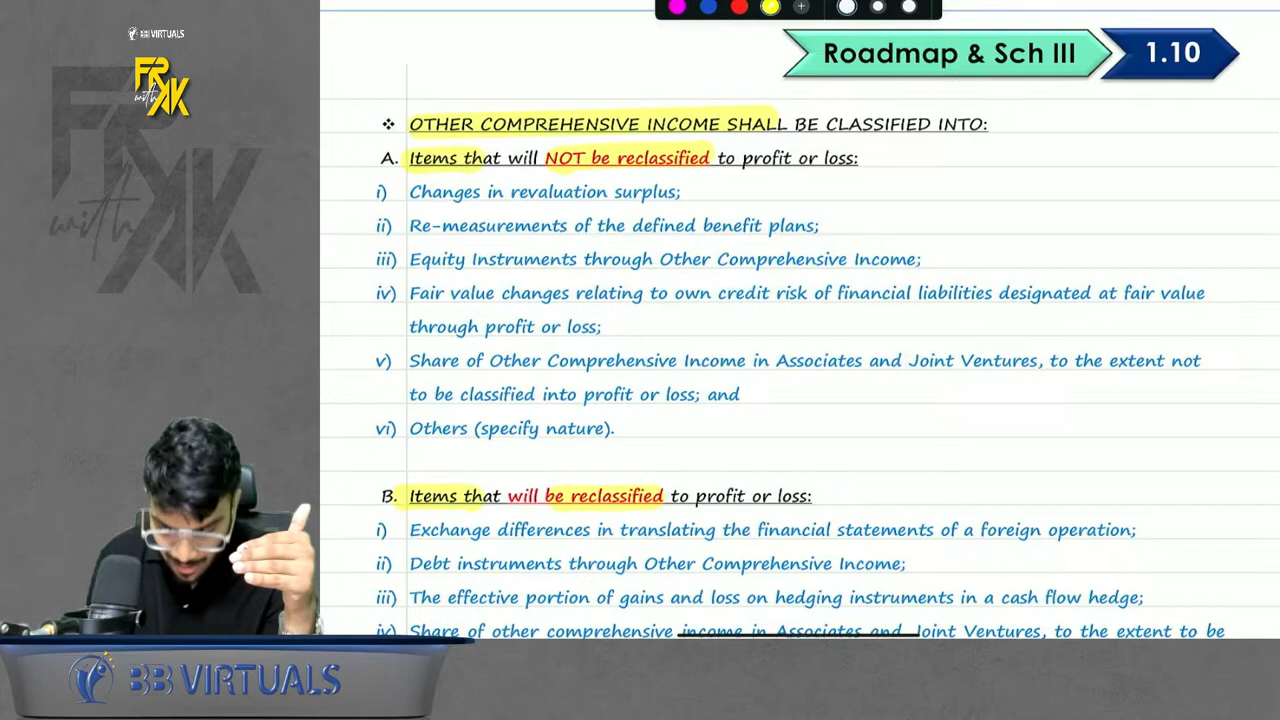 BB VIRTUALS
FR
with
AK
FR
with
AK
Roadmap & Sch III
1.10
❖ OTHER COMPREHENSIVE INCOME SHALL BE CLASSIFIED INTO:
A. Items that will NOT be reclassified to profit or loss:
i) Changes in revaluation surplus;
ii) Re-measurements of the defined benefit plans;
iii) Equity Instruments through Other Comprehensive Income;
iv) Fair value changes relating to own credit risk of financial liabilities designated at fair value
through profit or loss;
v) Share of Other Comprehensive Income in Associates and Joint Ventures, to the extent not
to be classified into profit or loss; and
vi) Others (specify nature).
B. Items that will be reclassified to profit or loss:
i) Exchange differences in translating the financial statements of a foreign operation;
ii) Debt instruments through Other Comprehensive Income;
iii) The effective portion of gains and loss on hedging instruments in a cash flow hedge;
iv) Share of other comprehensive income in Associates and Joint Ventures, to the extent to be
BB VIRTUALS